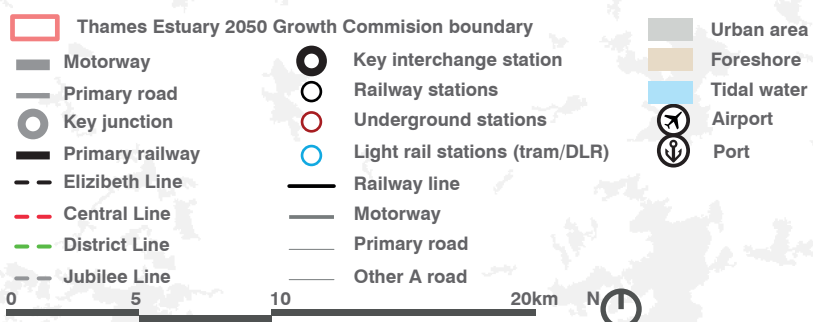 Thames Estuary 2050 Growth Commision boundary
Motorway
Primary road
Key junction
Primary railway
Elizibeth Line
Central Line
District Line
Jubilee Line
Key interchange station
Railway stations
Underground stations
Light rail stations (tram/DLR)
Railway line
Motorway
Primary road
Other A road
Urban area
Foreshore
Tidal water
Airport
Port
0 5 10 20km N